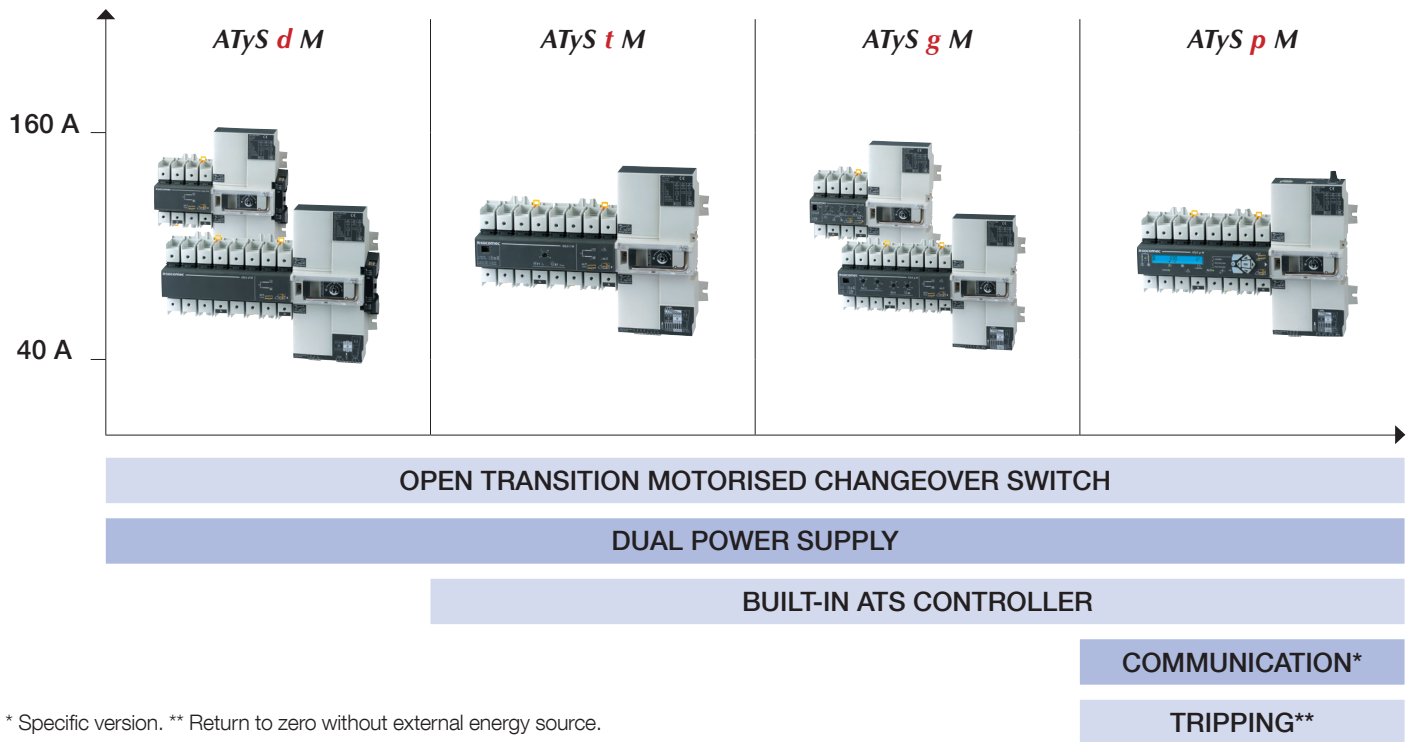 ATyS d M
ATyS t M
ATyS g M
ATyS p M
160 A
40 A
OPEN TRANSITION MOTORISED CHANGEOVER SWITCH
DUAL POWER SUPPLY
BUILT-IN ATS CONTROLLER
COMMUNICATION*
* Specific version. ** Return to zero without external energy source.
TRIPPING**